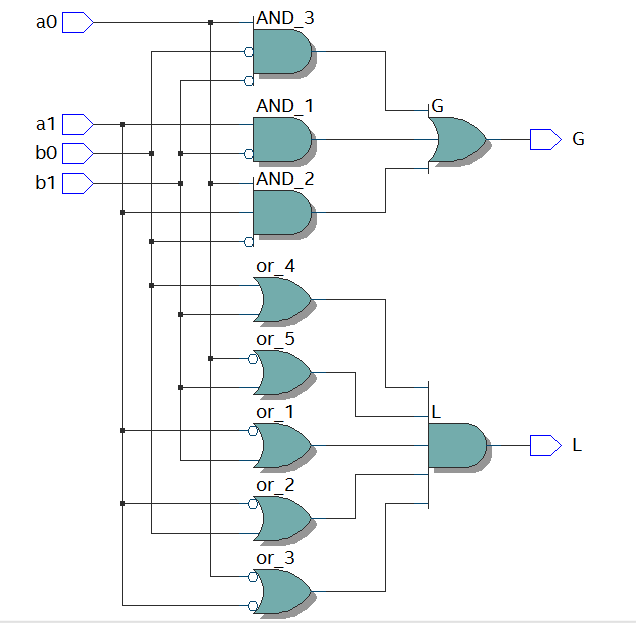 a0
AND_3
a1
AND_1
G
b0
G
b1
AND_2
or_4
or_5
or_1
L
L
or_2
or_3